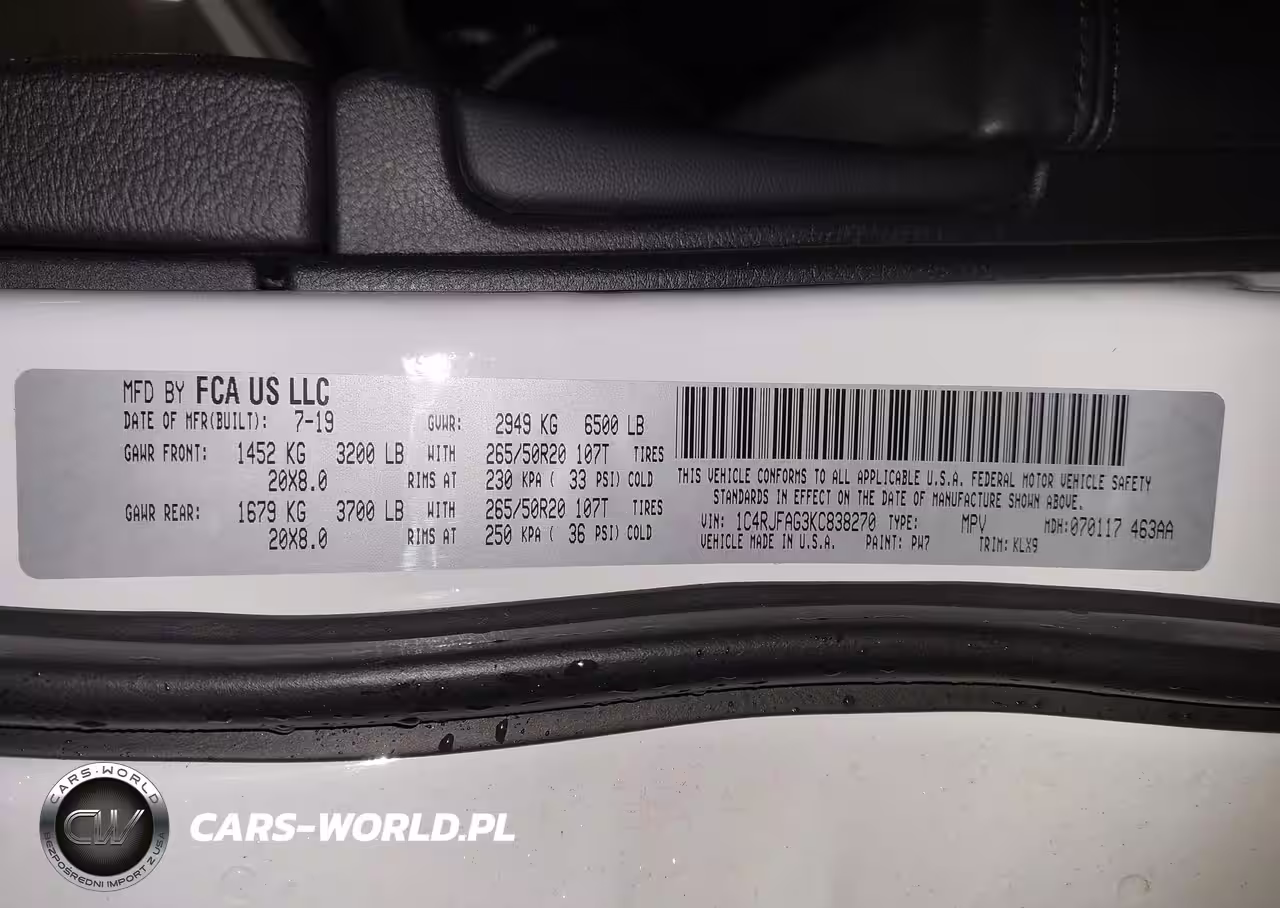 MFD BY FCA US LLC
DATE OF MFR(BUILT): 7-19 GVWR: 2949 KG 6500 LB
GAWR FRONT: 1452 KG 3200 LB WITH 265/50R20 107T TIRES
20X8.0 RIMS AT 230 KPA ( 33 PSI) COLD
GAWR REAR: 1679 KG 3700 LB WITH 265/50R20 107T TIRES
20X8.0 RIMS AT 250 KPA ( 36 PSI) COLD
THIS VEHICLE CONFORMS TO ALL APPLICABLE U.S.A. FEDERAL MOTOR VEHICLE SAFETY
STANDARDS IN EFFECT ON THE DATE OF MANUFACTURE SHOWN ABOVE.
VIN: 1C4RJFAG3KC838270 TYPE: MPV MDH:070117 463AA
VEHICLE MADE IN U.S.A. PAINT: PW7 TRIM: KLX9
CARS-WORLD
CW
BEZPOŚREDNI IMPORT Z USA
CARS-WORLD.PL